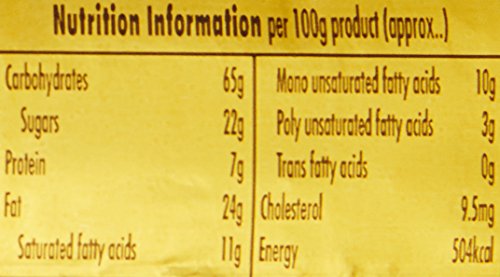 Nutrition Information per 100g product (approx..)
Carbohydrates 65g
Sugars 22g
Protein 7g
Fat 24g
Saturated fatty acids 11g
Mono unsaturated fatty acids 10g
Poly unsaturated fatty acids 3g
Trans fatty acids 0g
Cholesterol 9.5mg
Energy 504kcal